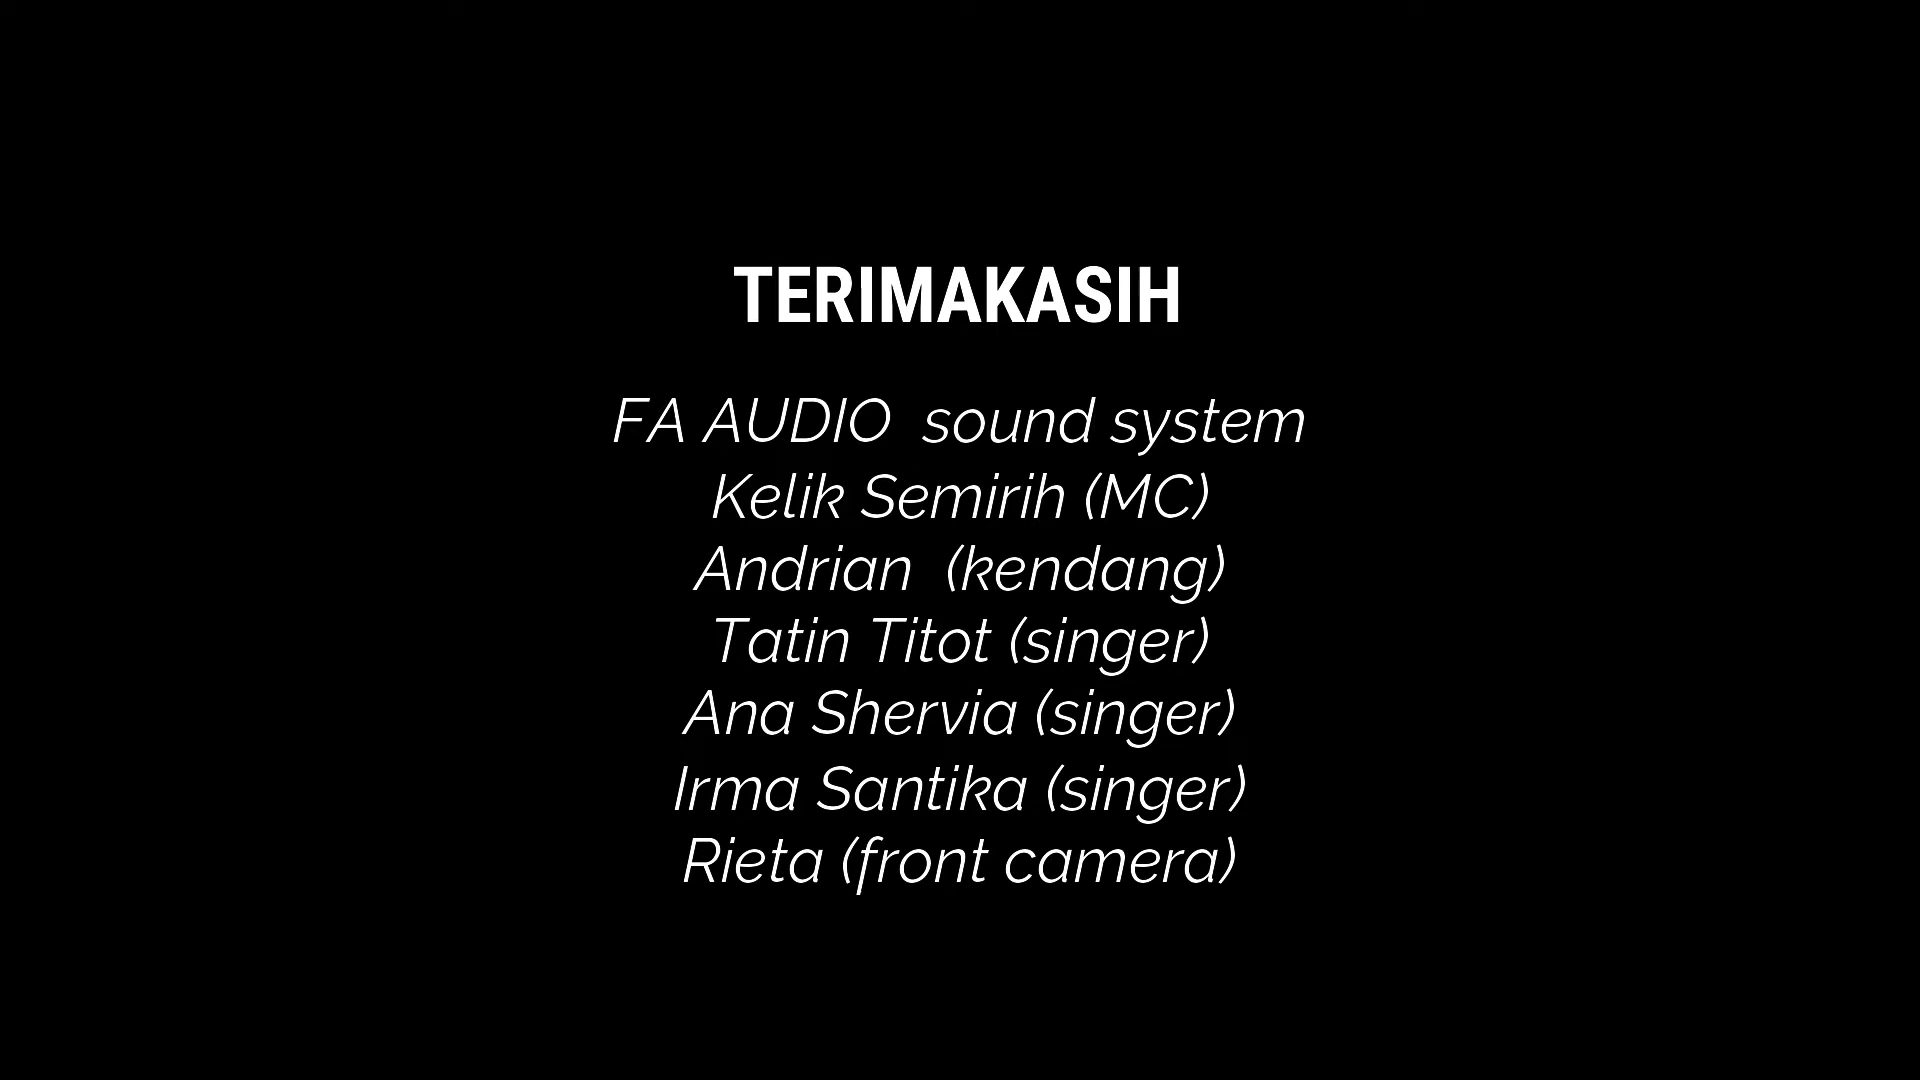 TERIMAKASIH
FA AUDIO  sound system
Kelik Semirih (MC)
Andrian  (kendang)
Tatin Titot (singer)
Ana Shervia (singer)
Irma Santika (singer)
Rieta (front camera)